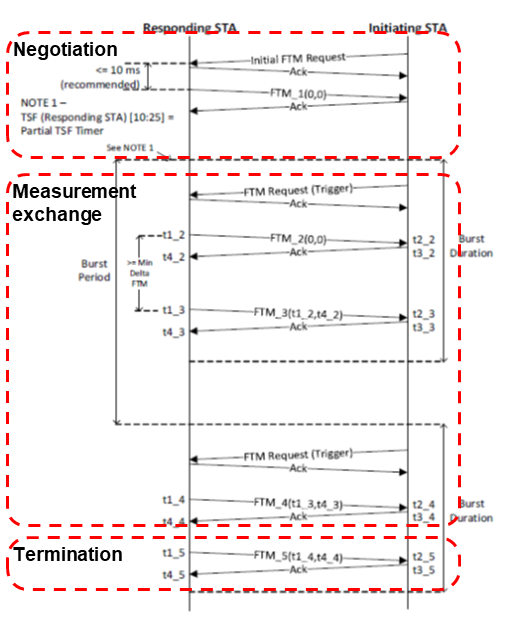 Responding STA
Initiating STA
Negotiation
Initial FTM Request
Ack
<= 10 ms
(recommended)
FTM_1(0,0)
Ack
NOTE 1 –
TSF (Responding STA) [10:25] =
Partial TSF Timer
See NOTE 1
Measurement
exchange
FTM Request (Trigger)
Ack
t1_2
FTM_2(0,0)
t2_2
t4_2
Ack
t3_2
Burst
Duration
Burst
Period
>= Min
Delta
FTM
t1_3
FTM_3(t1_2,t4_2)
t2_3
t4_3
Ack
t3_3
FTM Request (Trigger)
Ack
t1_4
FTM_4(t1_3,t4_3)
t2_4
t4_4
Ack
t3_4
Burst
Duration
Termination
t1_5
FTM_5(t1_4,t4_4)
t2_5
t4_5
Ack
t3_5